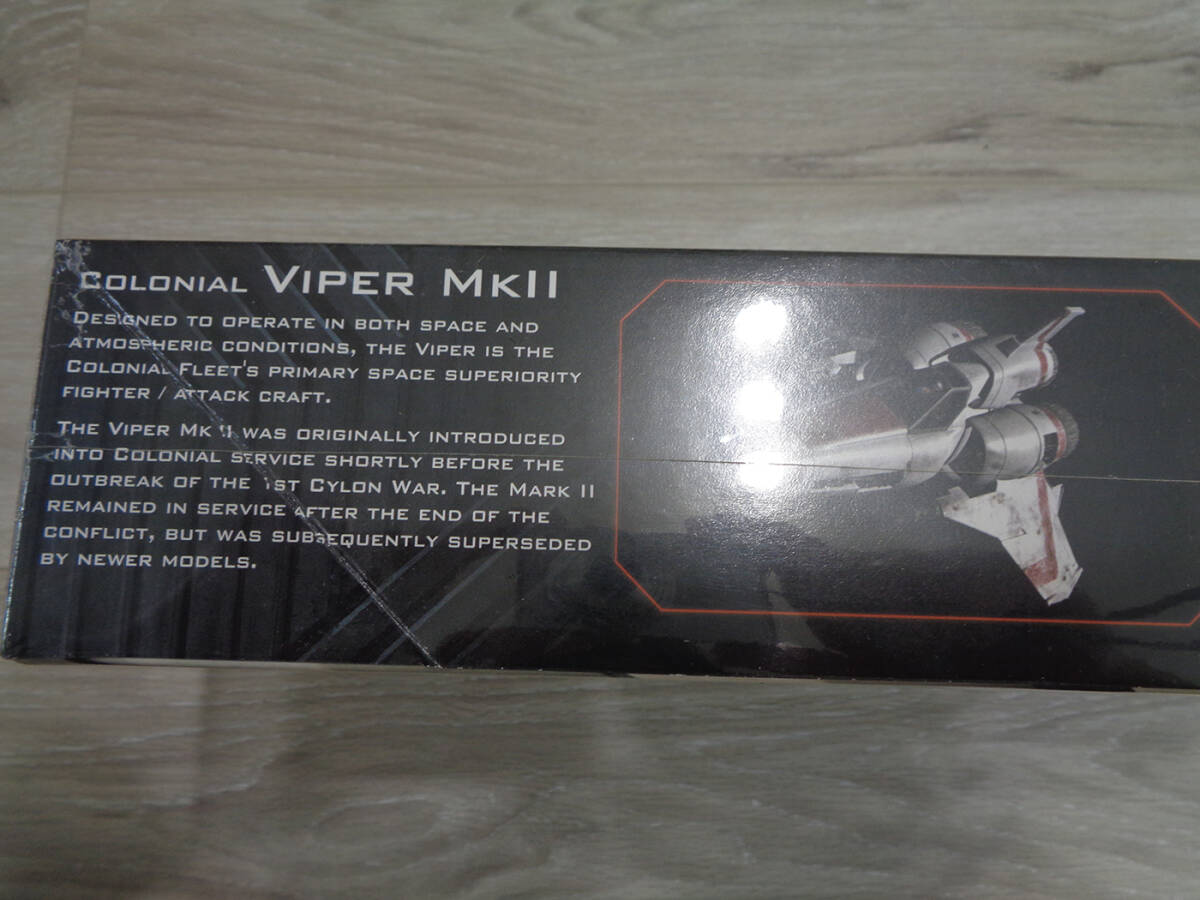 COLONIAL VIPER MKII
DESIGNED TO OPERATE IN BOTH SPACE AND
ATMOSPHERIC CONDITIONS, THE VIPER IS THE
COLONIAL FLEET'S PRIMARY SPACE SUPERIORITY
FIGHTER / ATTACK CRAFT.
THE VIPER MK II WAS ORIGINALLY INTRODUCED
INTO COLONIAL SERVICE SHORTLY BEFORE THE
OUTBREAK OF THE 1ST CYLON WAR. THE MARK II
REMAINED IN SERVICE AFTER THE END OF THE
CONFLICT, BUT WAS SUBSEQUENTLY SUPERSEDED
BY NEWER MODELS.